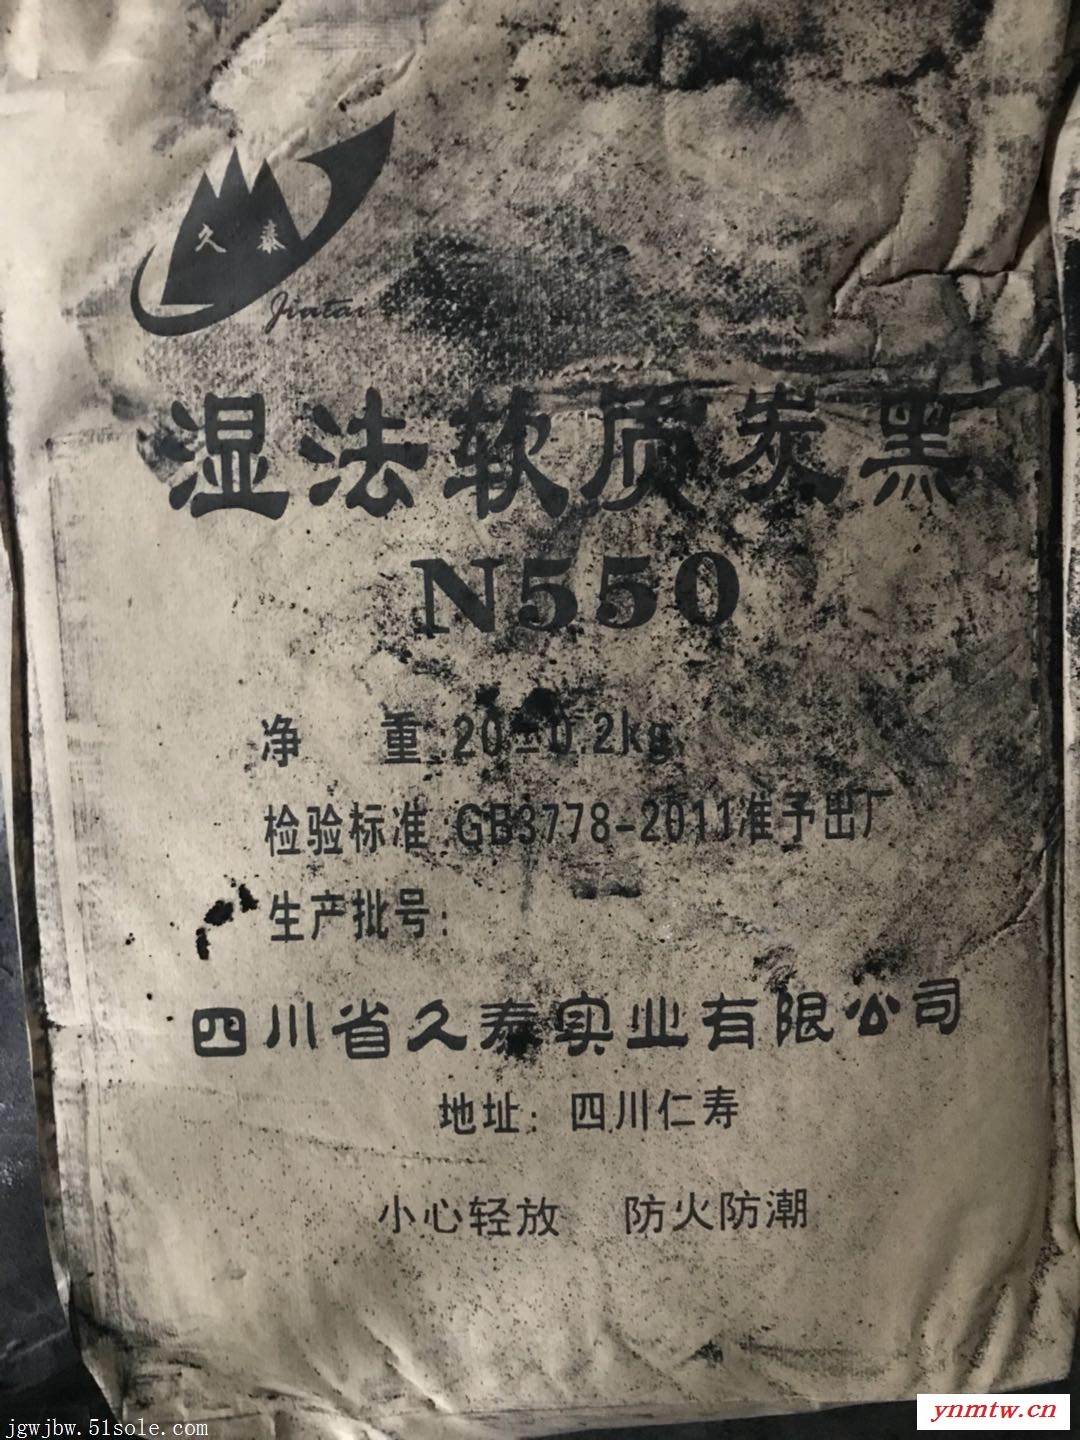 久泰
Jiutai
湿法软质炭黑
N550
净 重:20±0.2kg
检验标准:GB3778-2011准予出厂
生产批号:
四川省久泰实业有限公司
地址:四川仁寿
小心轻放 防火防潮
jgwjbw.51sole.com
ynmtw.cn